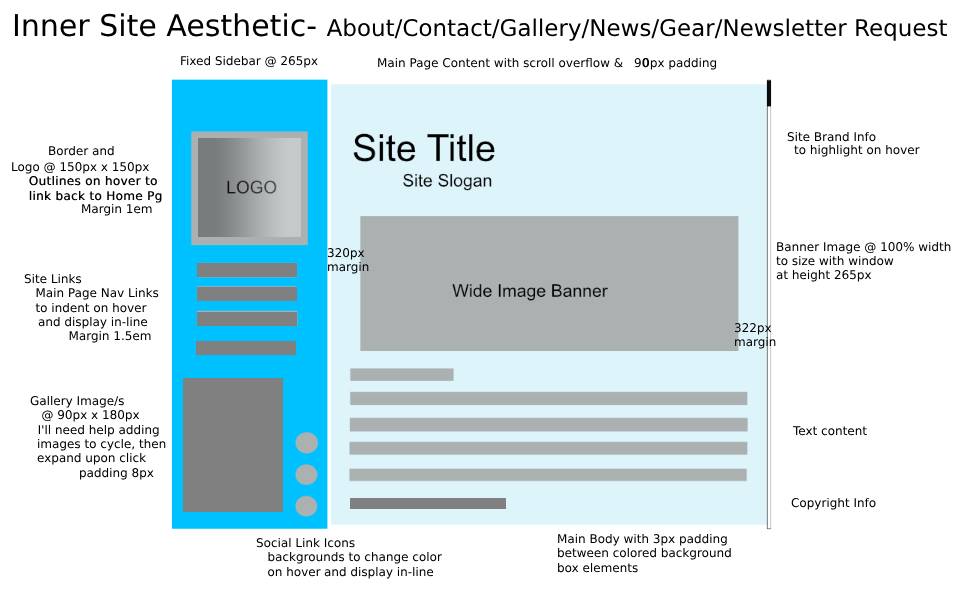 Inner Site Aesthetic- About/Contact/Gallery/News/Gear/Newsletter Request
Fixed Sidebar @ 265px
Main Page Content with scroll overflow & 90px padding
Border and
Logo @ 150px x 150px
Outlines on hover to
link back to Home Pg
Margin 1em
LOGO
Site Title
Site Slogan
Site Brand Info
to highlight on hover
320px
margin
Banner Image @ 100% width
to size with window
at height 265px
Site Links
Main Page Nav Links
to indent on hover
and display in-line
Margin 1.5em
Wide Image Banner
322px
margin
Gallery Image/s
@ 90px x 180px
I'll need help adding
images to cycle, then
expand upon click
padding 8px
Text content
Copyright Info
Social Link Icons
backgrounds to change color
on hover and display in-line
Main Body with 3px padding
between colored background
box elements